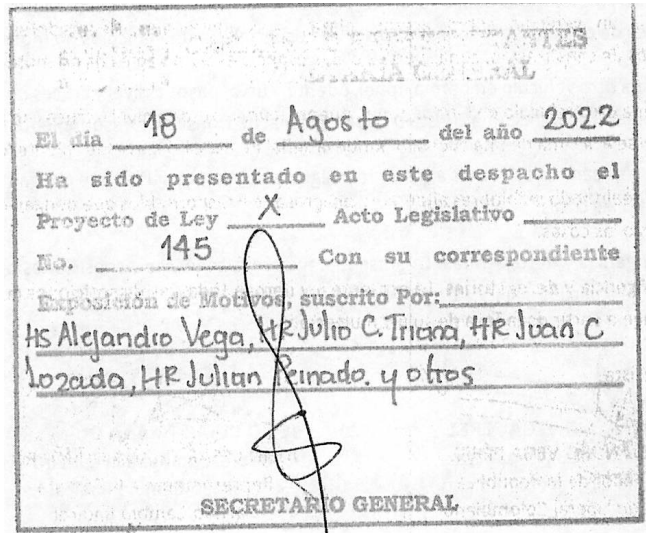 SECRETARÍA GENERAL
El día 18 de Agosto del año 2022
Ha sido presentado en este despacho el
Proyecto de Ley X Acto Legislativo
No. 145 Con su correspondiente
Exposición de Motivos, suscrito Por:
HS Alejandro Vega, HR Julio C. Triana, HR Juan C
Lozada, HR Julian Peinado. y otros
SECRETARIO GENERAL